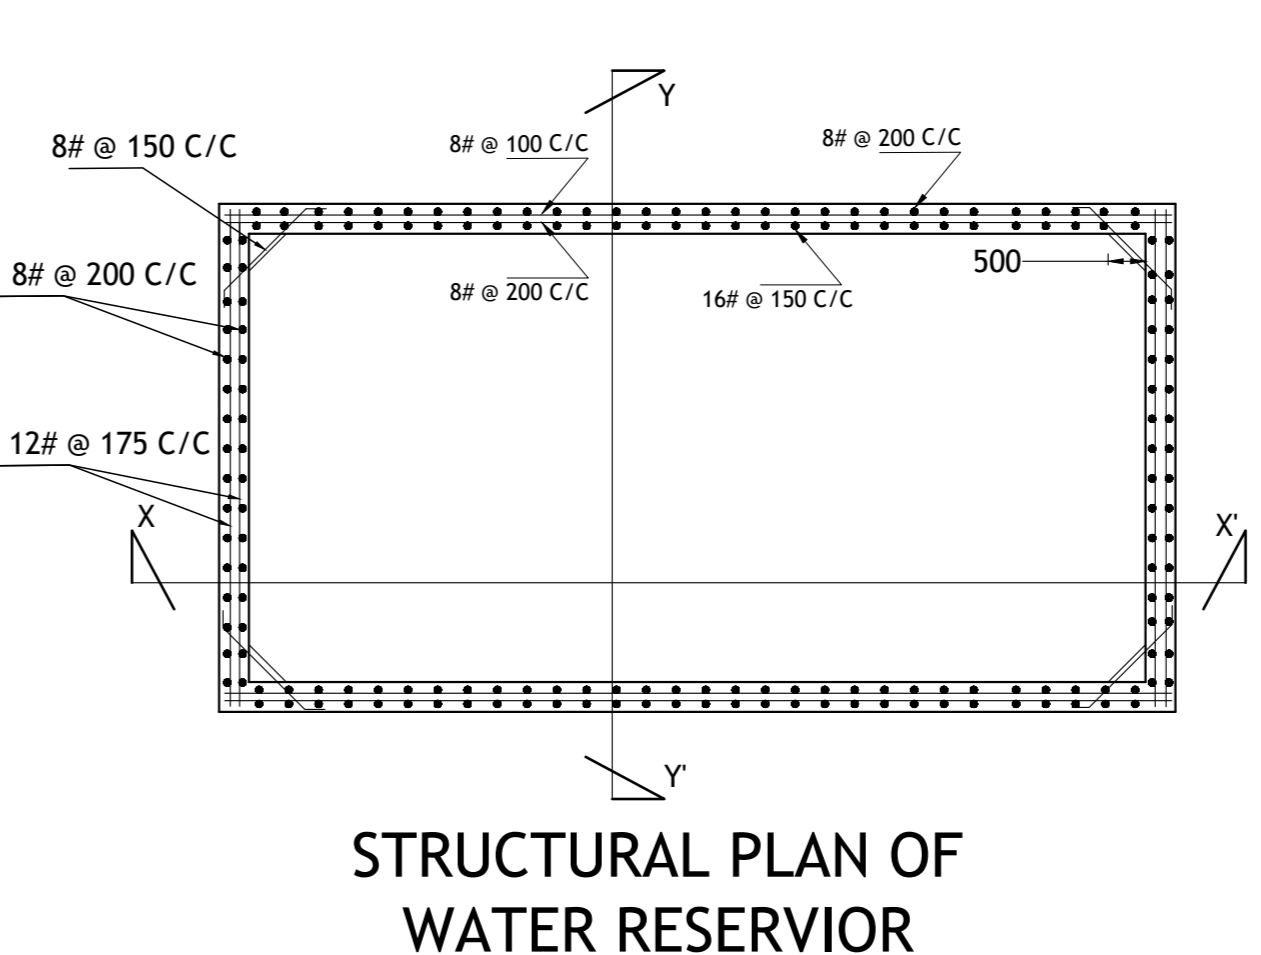 Y
8# @ 150 C/C
8# @ 100 C/C
8# @ 200 C/C
8# @ 200 C/C
500
8# @ 200 C/C
16# @ 150 C/C
12# @ 175 C/C
X
X'
Y'
STRUCTURAL PLAN OF
WATER RESERVIOR